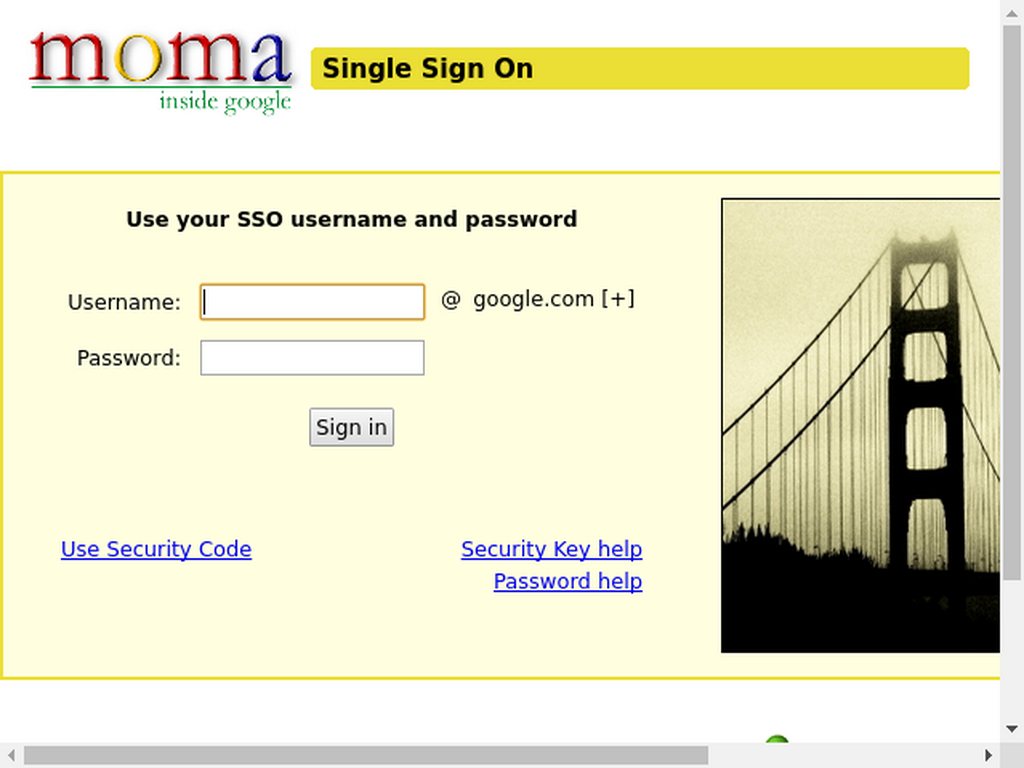 moma
inside google
Single Sign On
Use your SSO username and password
Username:
@ google.com [+]
Password:
Sign in
Use Security Code
Security Key help
Password help